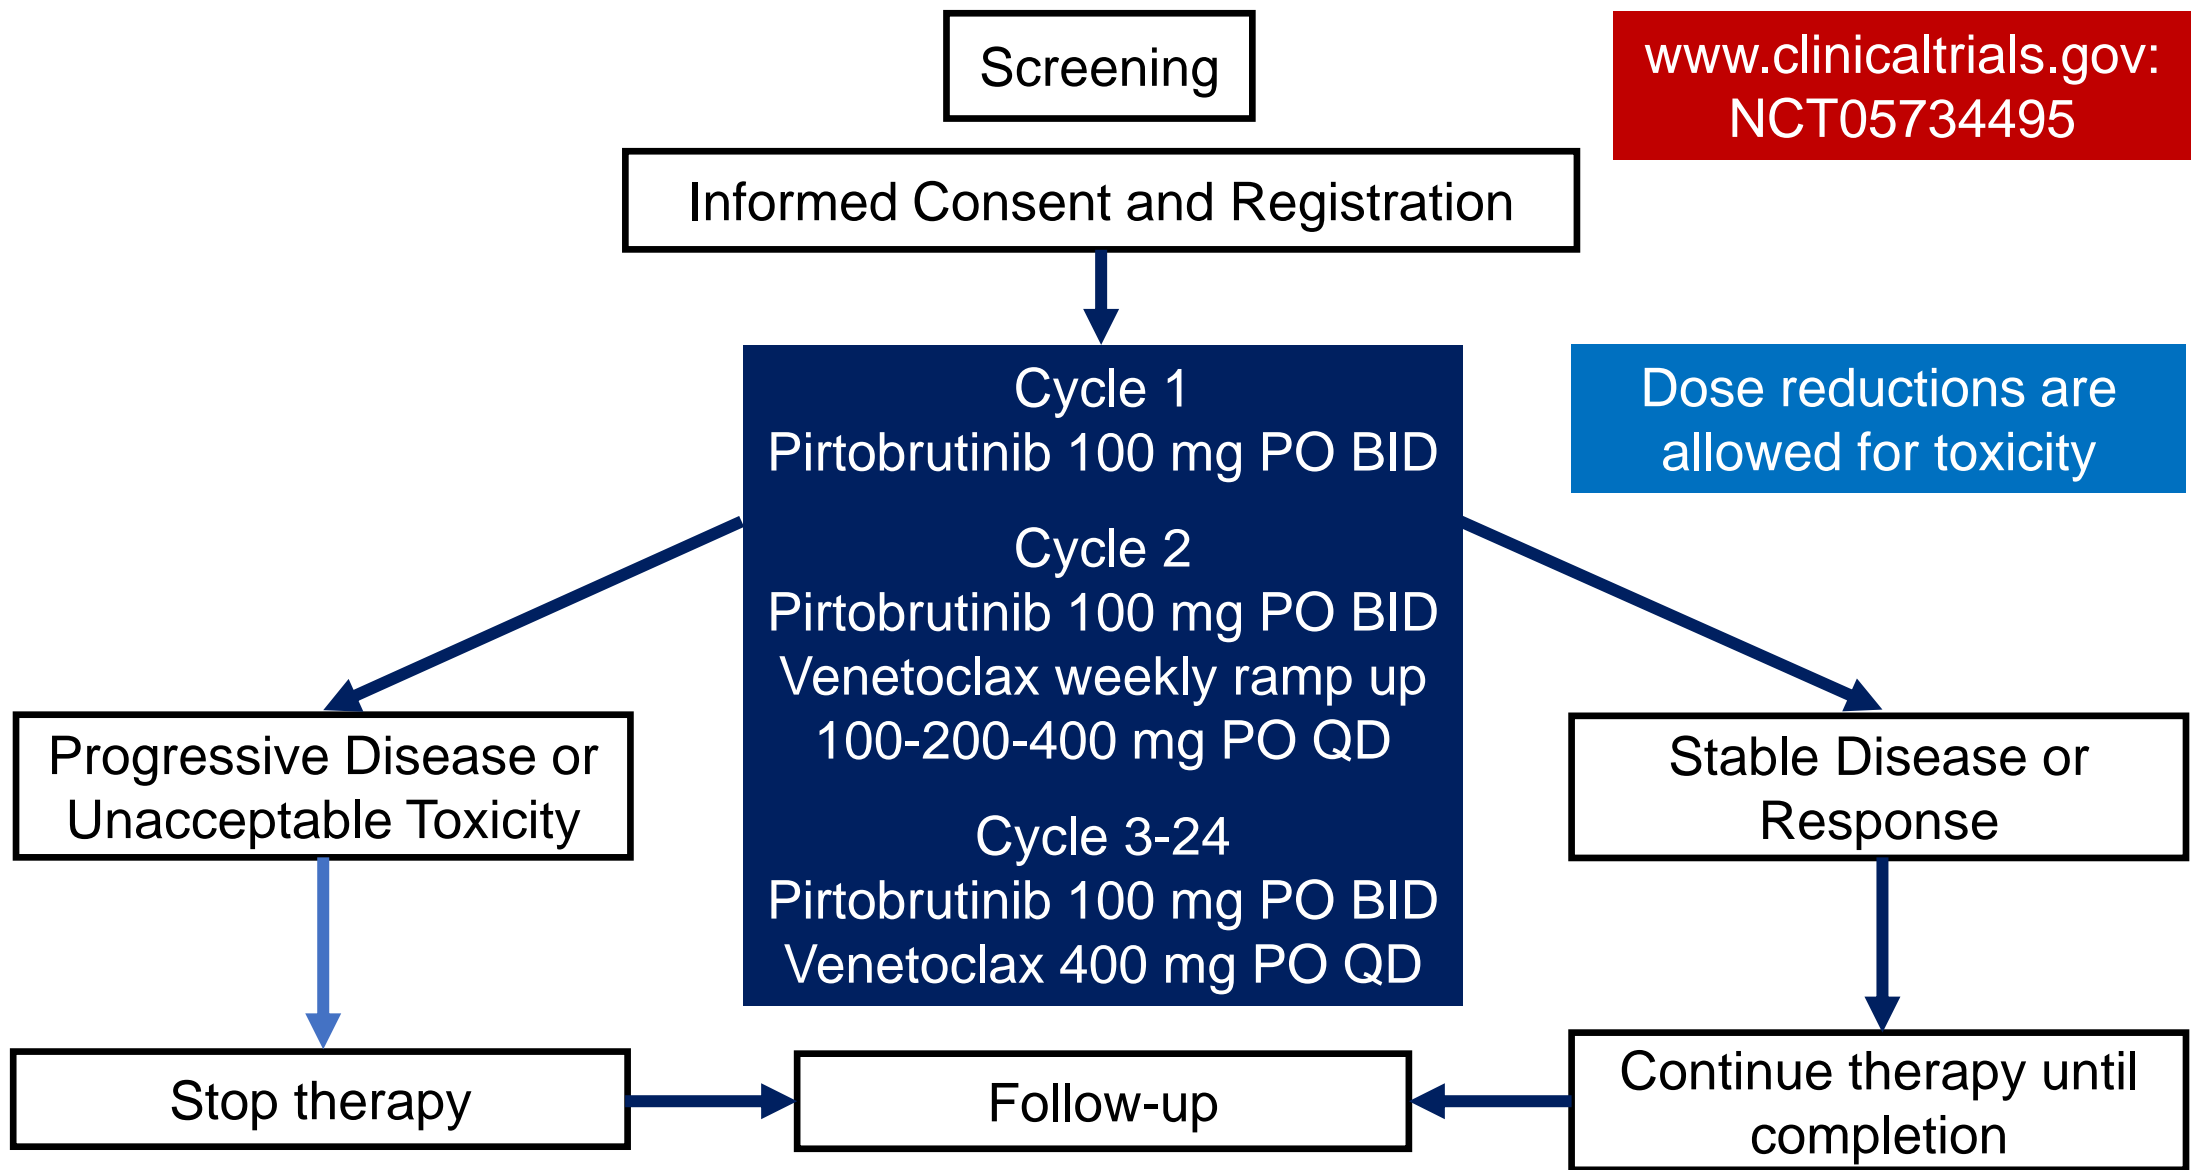 Screening
www.clinicaltrials.gov:
NCT05734495
Informed Consent and Registration
Cycle 1
Pirtobrutinib 100 mg PO BID
Cycle 2
Pirtobrutinib 100 mg PO BID
Venetoclax weekly ramp up
100-200-400 mg PO QD
Cycle 3-24
Pirtobrutinib 100 mg PO BID
Venetoclax 400 mg PO QD
Dose reductions are
allowed for toxicity
Progressive Disease or
Unacceptable Toxicity
Stable Disease or
Response
Stop therapy
Follow-up
Continue therapy until
completion